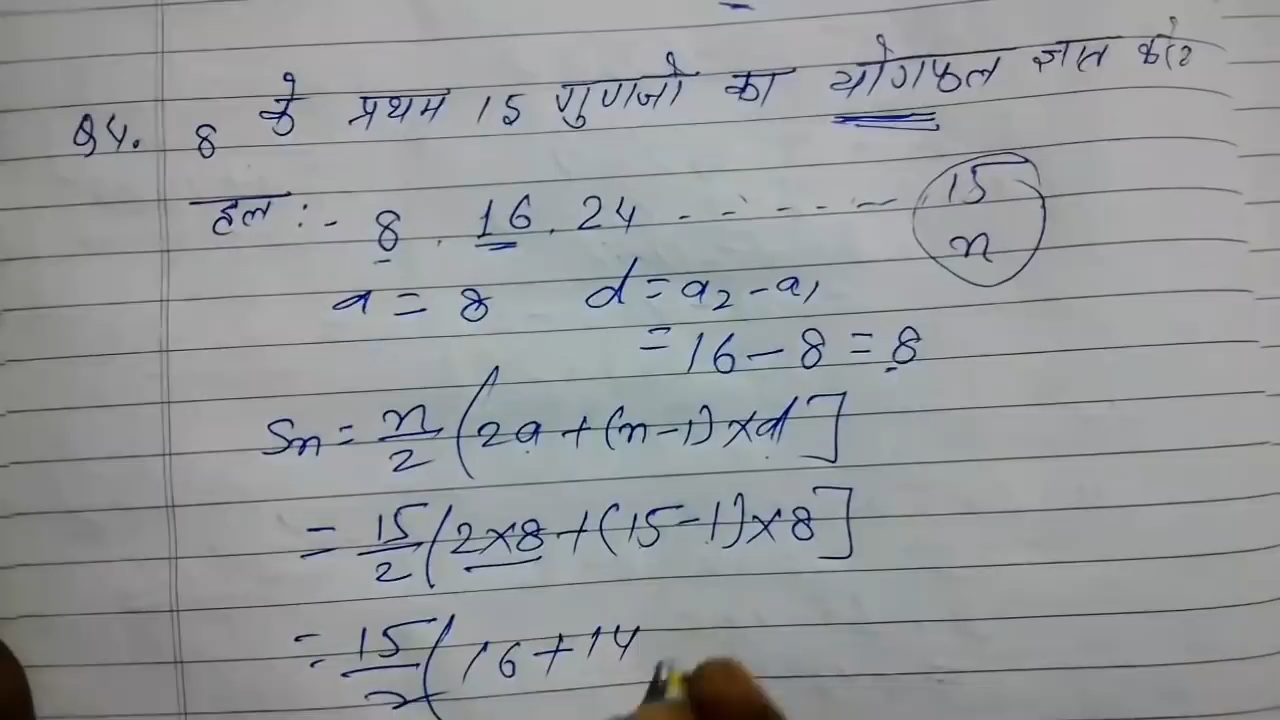 Q4. 8 के प्रथम 15 गुणजो का योगफल ज्ञात
हल :- 8, 16, 24 ------- 15
n
a = 8 d = a₂ - a₁
= 16 - 8 = 8
Sn = n/2 (2a + (n-1) × d]
= 15/2 (2×8 + (15-1) × 8]
= 15/2 (16 + 14